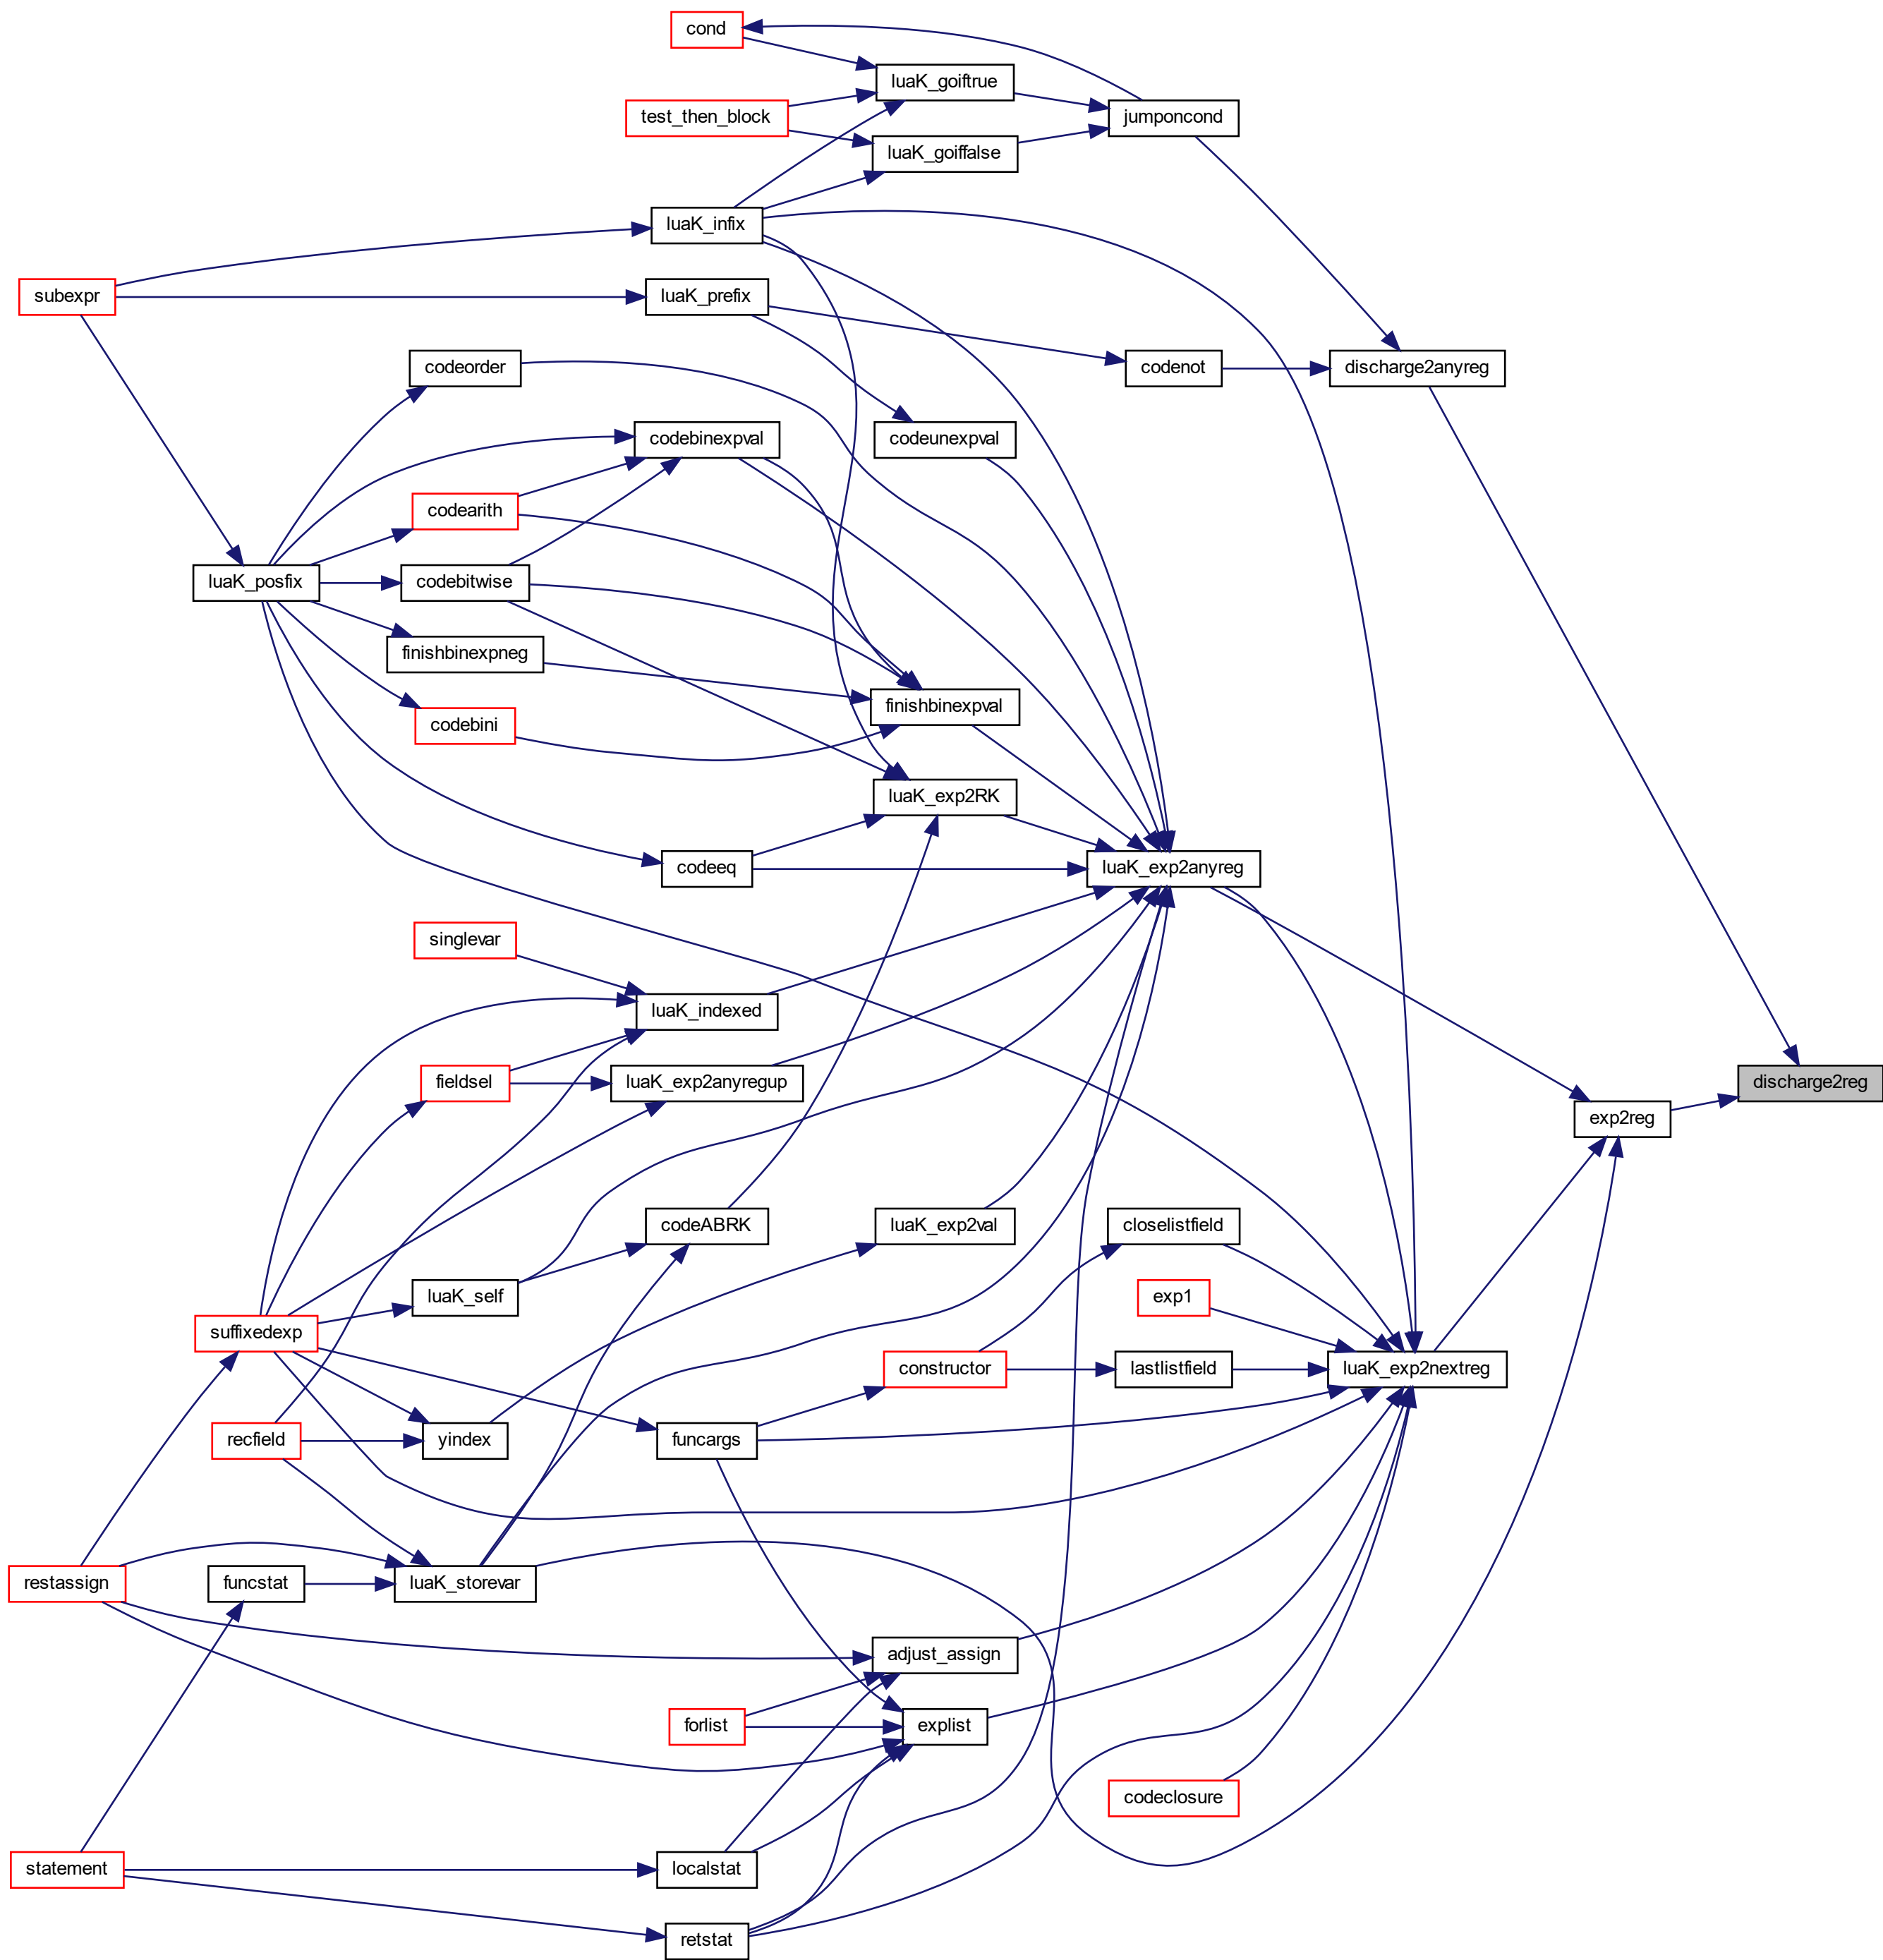 cond
luaK_goiftrue
test_then_block
jumponcond
luaK_goiffalse
luaK_infix
subexpr
luaK_prefix
codeorder
codenot
discharge2anyreg
codebinexpval
codeunexpval
codearith
luaK_posfix
codebitwise
finishbinexpneg
finishbinexpval
codebini
luaK_exp2RK
codeeq
luaK_exp2anyreg
singlevar
luaK_indexed
fieldsel
luaK_exp2anyregup
discharge2reg
exp2reg
codeABRK
luaK_exp2val
closelistfield
luaK_self
exp1
suffixedexp
constructor
lastlistfield
luaK_exp2nextreg
recfield
yindex
funcargs
restassign
funcstat
luaK_storevar
adjust_assign
forlist
explist
codeclosure
statement
localstat
retstat